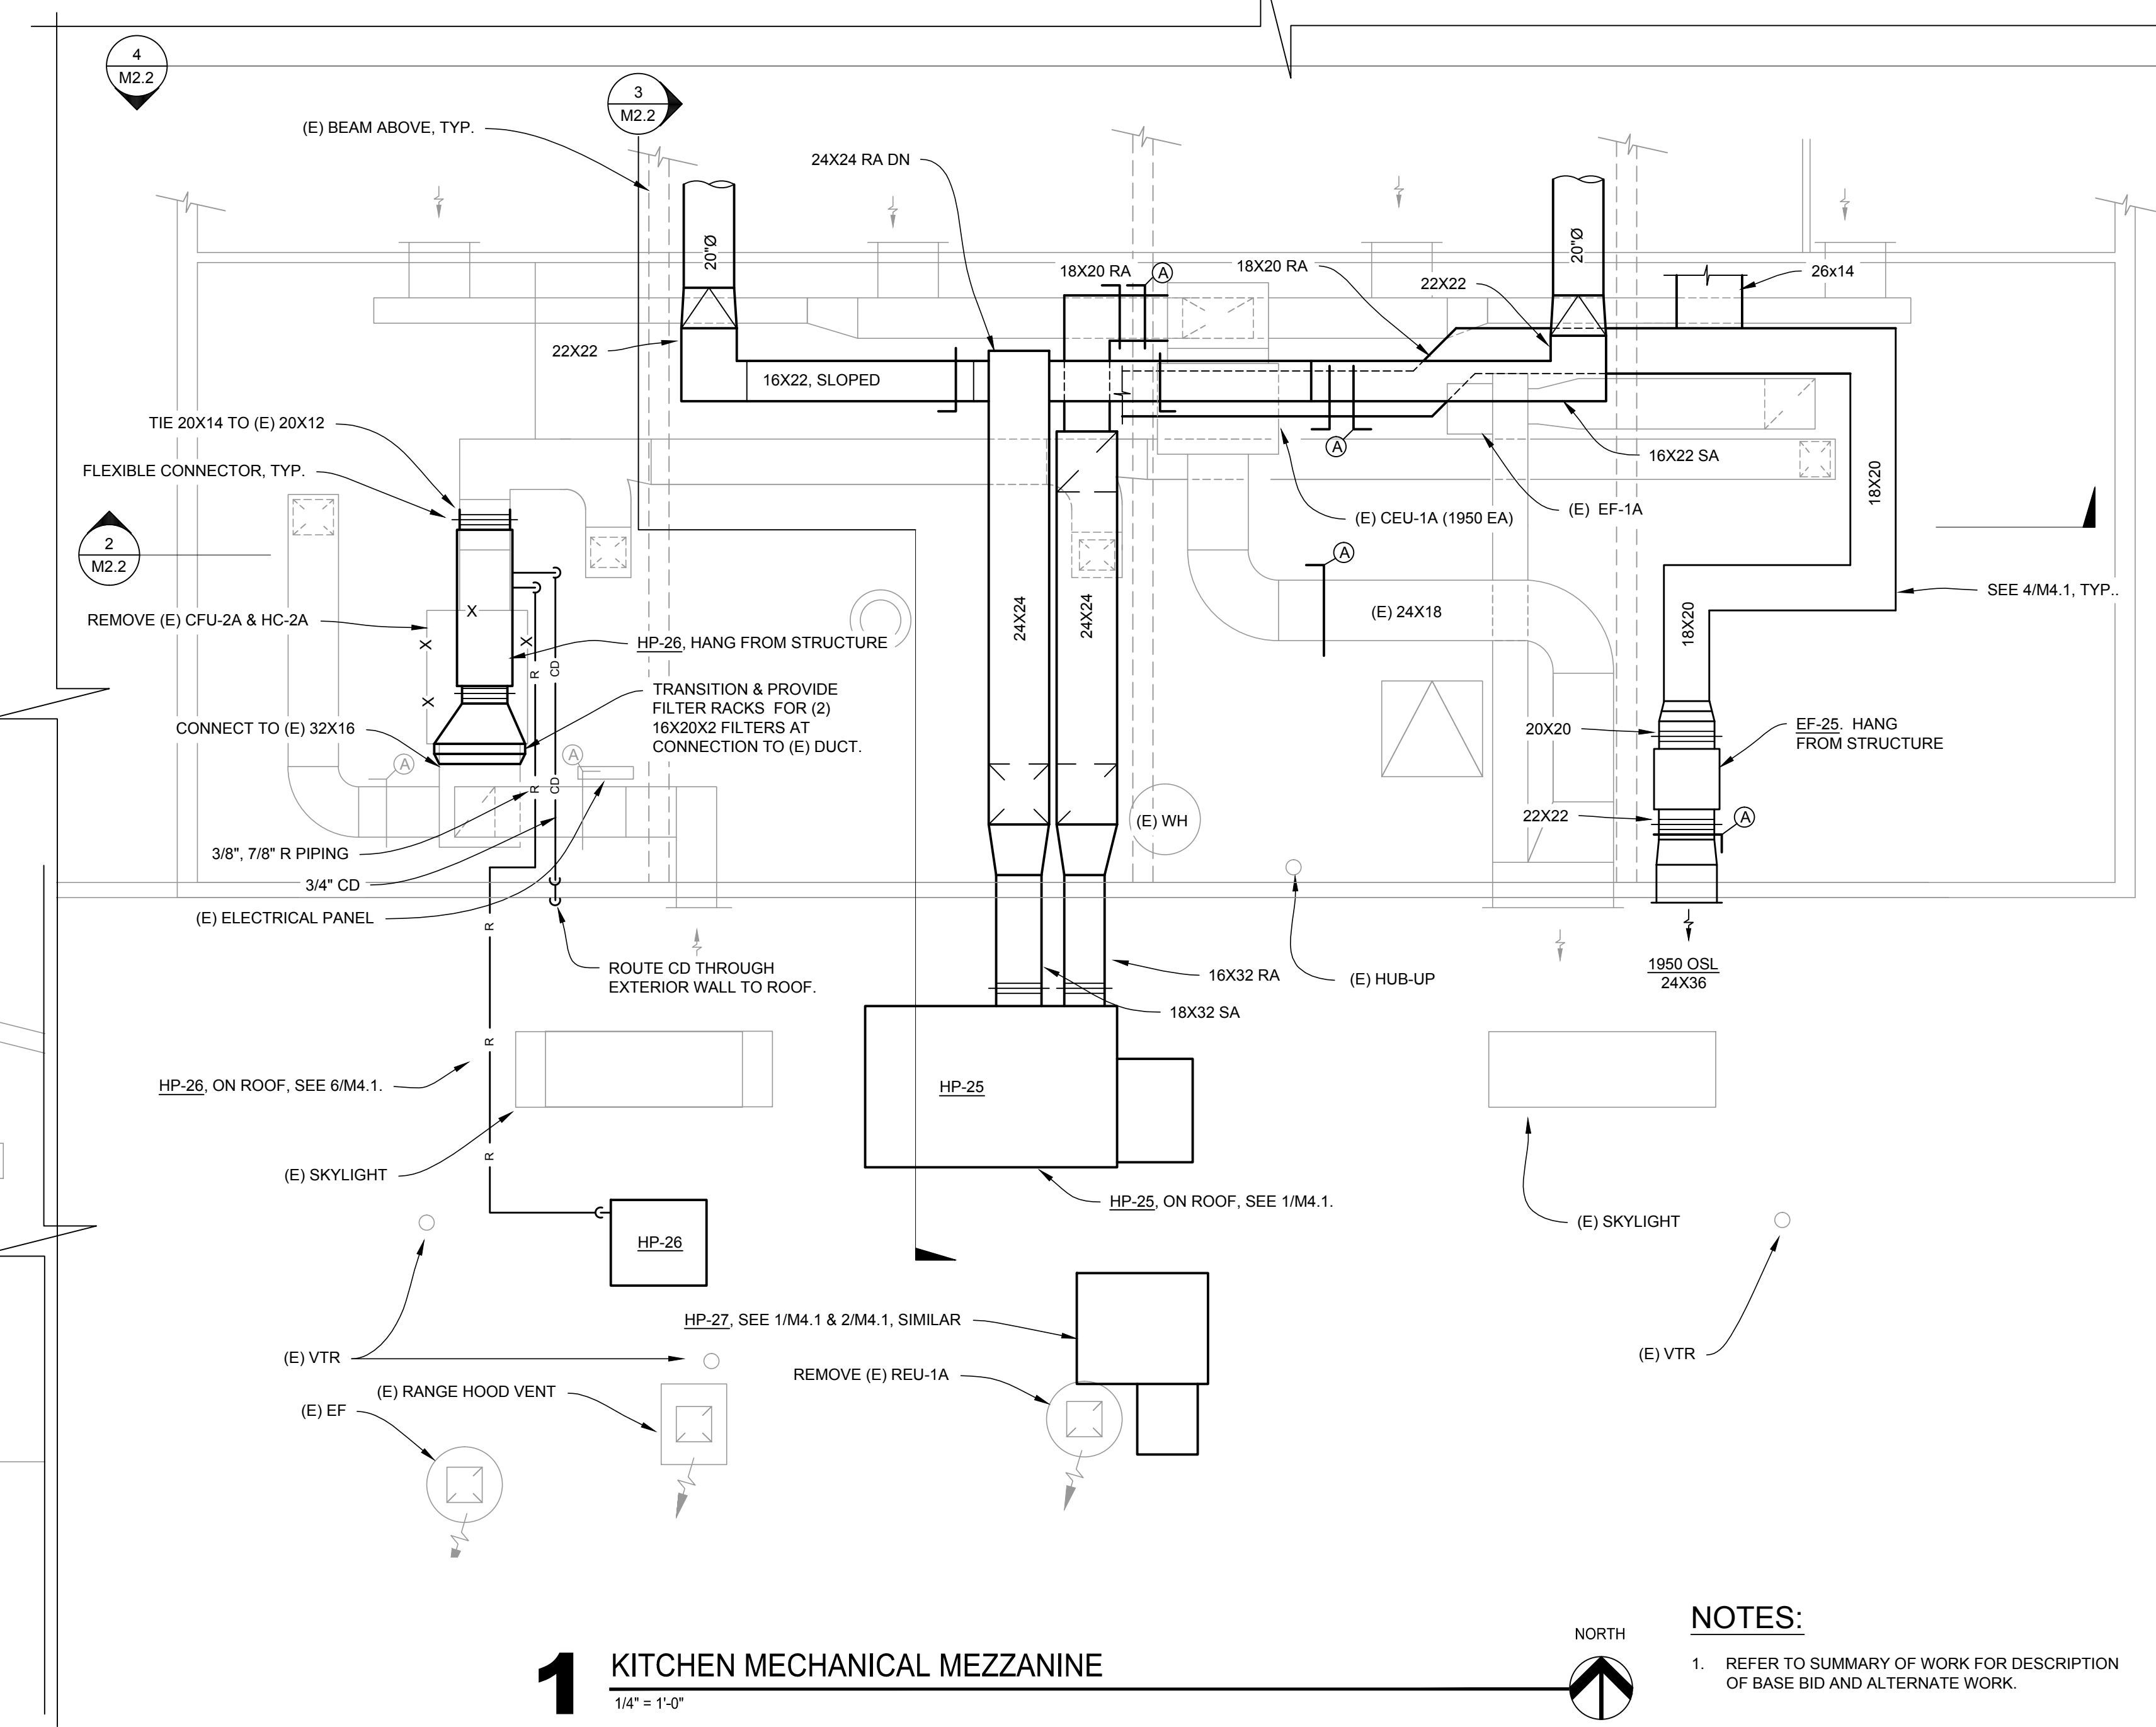 4
M2.2
3
M2.2
(E) BEAM ABOVE, TYP.
24X24 RA DN
20"Ø
20"Ø
18X20 RA
A
18X20 RA
22X22
26x14
22X22
16X22, SLOPED
TIE 20X14 TO (E) 20X12
FLEXIBLE CONNECTOR, TYP.
A
16X22 SA
18X20
(E) CEU-1A (1950 EA)
(E) EF-1A
2
M2.2
A
SEE 4/M4.1, TYP..
REMOVE (E) CFU-2A & HC-2A
X
X
X
X
HP-26, HANG FROM STRUCTURE
24X24
24X24
(E) 24X18
18X20
R
CD
TRANSITION & PROVIDE
FILTER RACKS FOR (2)
16X20X2 FILTERS AT
CONNECTION TO (E) DUCT.
CONNECT TO (E) 32X16
A
A
R
CD
20X20
EF-25. HANG
FROM STRUCTURE
22X22
A
(E) WH
3/8", 7/8" R PIPING
3/4" CD
(E) ELECTRICAL PANEL
R
ROUTE CD THROUGH
EXTERIOR WALL TO ROOF.
16X32 RA
18X32 SA
(E) HUB-UP
1950 OSL
24X36
R
HP-26, ON ROOF, SEE 6/M4.1.
HP-25
R
(E) SKYLIGHT
HP-25, ON ROOF, SEE 1/M4.1.
(E) SKYLIGHT
HP-26
HP-27, SEE 1/M4.1 & 2/M4.1, SIMILAR
(E) VTR
(E) VTR
REMOVE (E) REU-1A
(E) RANGE HOOD VENT
(E) EF
1
KITCHEN MECHANICAL MEZZANINE
1/4" = 1'-0"
NORTH
NOTES:
1. REFER TO SUMMARY OF WORK FOR DESCRIPTION
OF BASE BID AND ALTERNATE WORK.